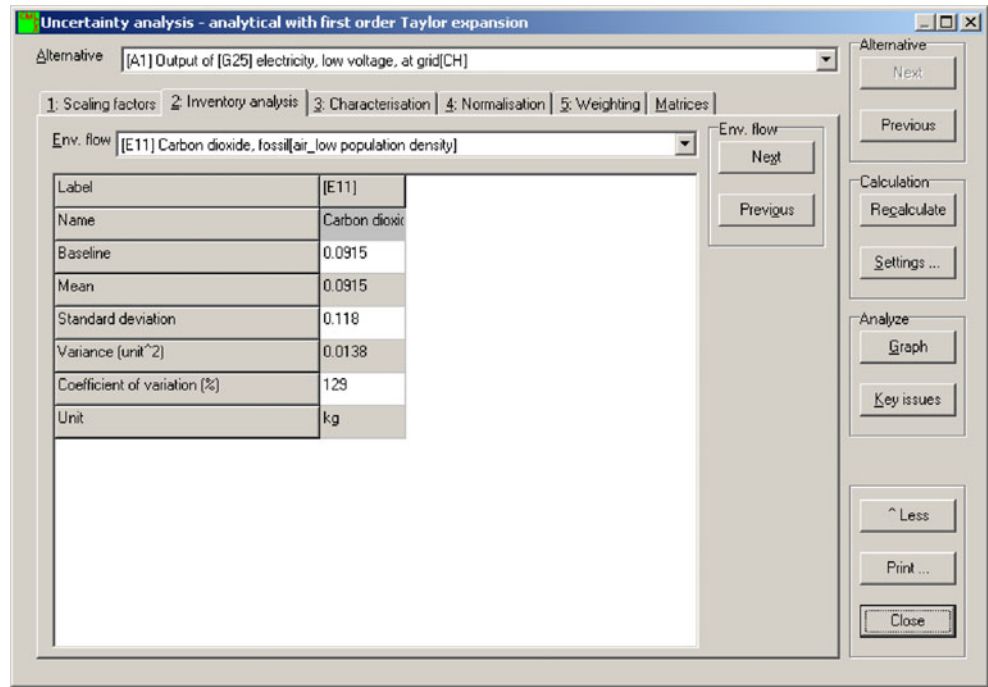 Uncertainty analysis - analytical with first order Taylor expansion
Alternative [A1] Output of [G25] electricity, low voltage, at grid[CH]
1: Scaling factors 2: Inventory analysis 3: Characterisation 4: Normalisation 5: Weighting Matrices
Env. flow [E11] Carbon dioxide, fossil[air_low population density]
Label [E11]
Name Carbon dioxic
Baseline 0.0915
Mean 0.0915
Standard deviation 0.118
Variance (unit^2) 0.0138
Coefficient of variation (%) 129
Unit kg
Env. flow
Next
Previous
Alternative
Next
Previous
Calculation
Recalculate
Settings ...
Analyze
Graph
Key issues
^ Less
Print ...
Close